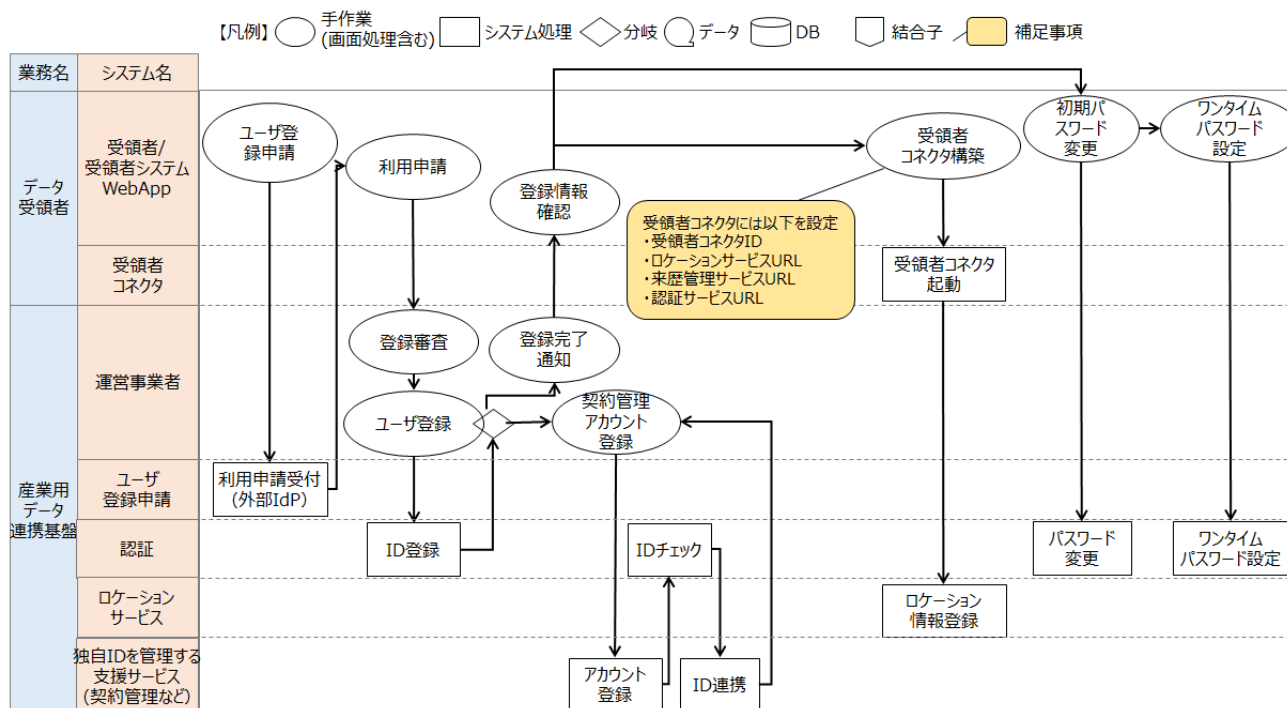 【凡例】
手作業
(画面処理含む)
システム処理
分岐
データ
DB
結合子
補足事項
業務名
システム名
データ
受領者
受領者/
受領者システム
WebApp
ユーザ登
録申請
利用申請
登録情報
確認
受領者
コネクタ構築
初期パ
スワード
変更
ワンタイム
パスワード
設定
受領者コネクタには以下を設定
・受領者コネクタID
・ロケーションサービスURL
・来歴管理サービスURL
・認証サービスURL
受領者
コネクタ
受領者コネクタ
起動
産業用
データ
連携基盤
運営事業者
登録審査
登録完了
通知
ユーザ登録
契約管理
アカウント
登録
ユーザ
登録申請
利用申請受付
(外部IdP)
認証
ID登録
IDチェック
パスワード
変更
ワンタイム
パスワード設定
ロケーション
サービス
ロケーション
情報登録
独自IDを管理する
支援サービス
(契約管理など)
アカウント
登録
ID連携